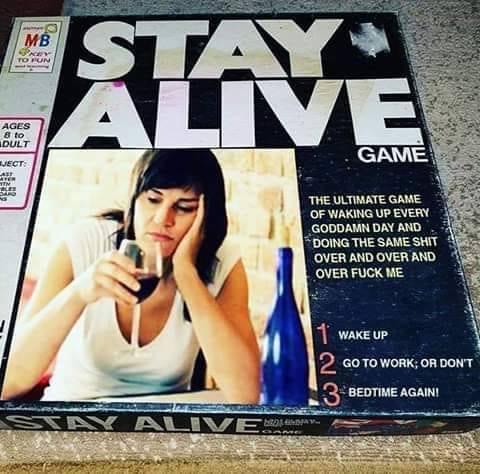 MB
KEY
TO FUN
STAY
ALIVE
GAME
AGES
8 to
ADULT
THE ULTIMATE GAME
OF WAKING UP EVERY
GODDAMN DAY AND
DOING THE SAME SHIT
OVER AND OVER AND
OVER FUCK ME
1 WAKE UP
2 GO TO WORK; OR DON'T
3 BEDTIME AGAIN!
STAY ALIVE
GAME